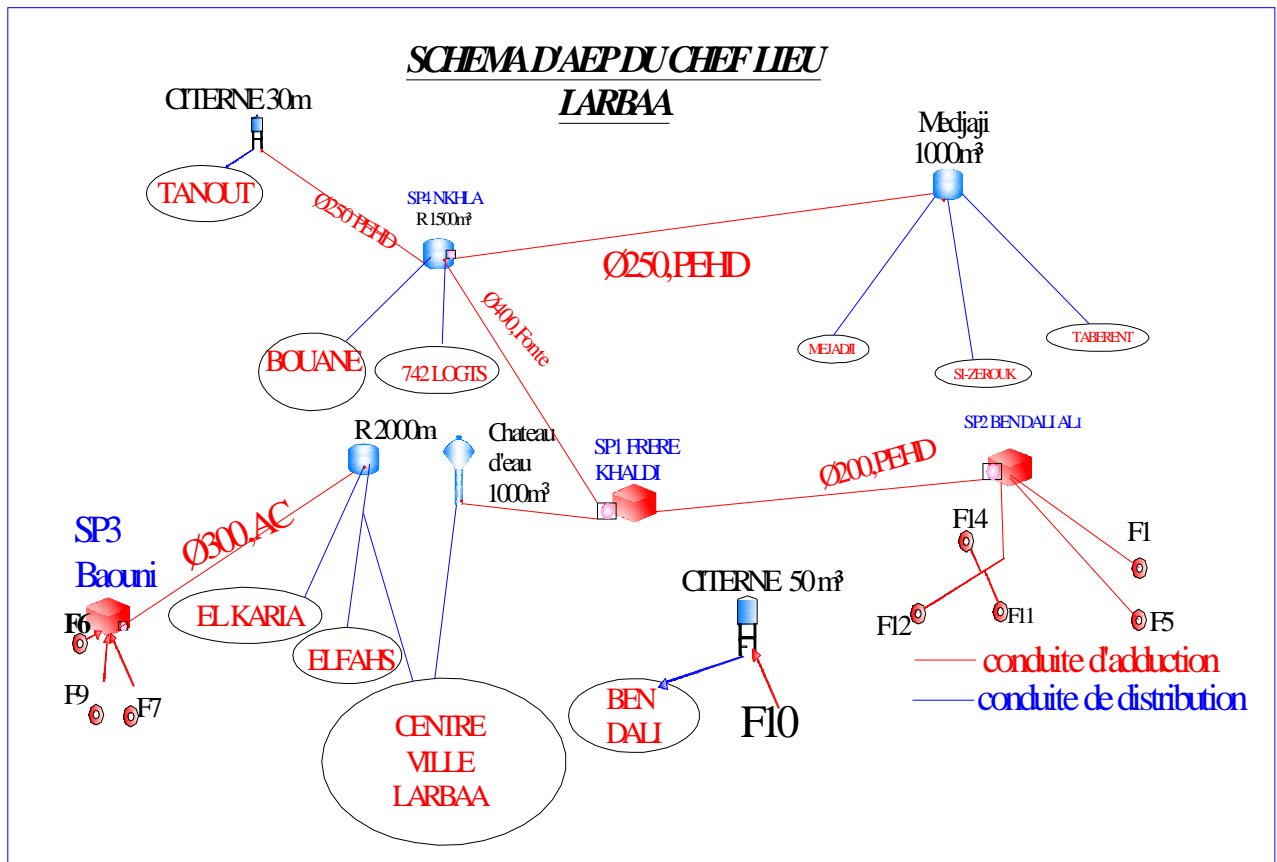 SCHEMA D'AEP DU CHEF LIEU
LARBAA
CITERNE 30m
TANOUT
Ø250 PEHD
SP4 NKHLA
R 1500m³
Medjaji
1000m³
Ø250,PEHD
Ø400,Fonte
BOUANE
742 LOGTS
MEJADJI
SI-ZEROUK
TABERENT
R 2000m
Chateau
d'eau
1000m³
SP1 FRERE
KHALDI
SP2 BENDALI ALi
Ø200,PEHD
SP3
Baouni
Ø300,AC
F14
F1
F12
F11
F5
CITERNE 50 m³
EL KARIA
ELFAHS
F6
F9
F7
CENTRE
VILLE
LARBAA
BEN
DALI
F10
conduite d'adduction
conduite de distribution